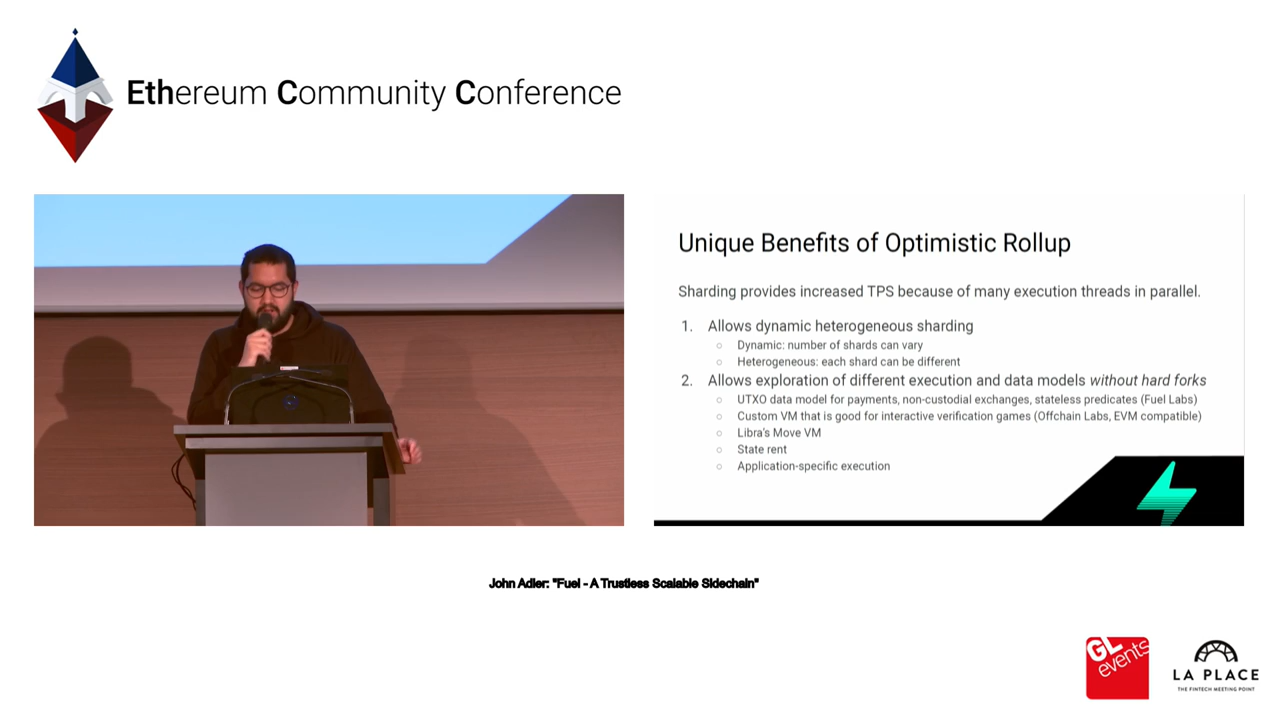 Ethereum Community Conference
Unique Benefits of Optimistic Rollup
Sharding provides increased TPS because of many execution threads in parallel.
1. Allows dynamic heterogeneous sharding
○ Dynamic: number of shards can vary
○ Heterogeneous: each shard can be different
2. Allows exploration of different execution and data models without hard forks
○ UTXO data model for payments, non-custodial exchanges, stateless predicates (Fuel Labs)
○ Custom VM that is good for interactive verification games (Offchain Labs, EVM compatible)
○ Libra's Move VM
○ State rent
○ Application-specific execution
John Adler: "Fuel - A Trustless Scalable Sidechain"
GL events
LA PLACE
THE FINTECH MEETING POINT